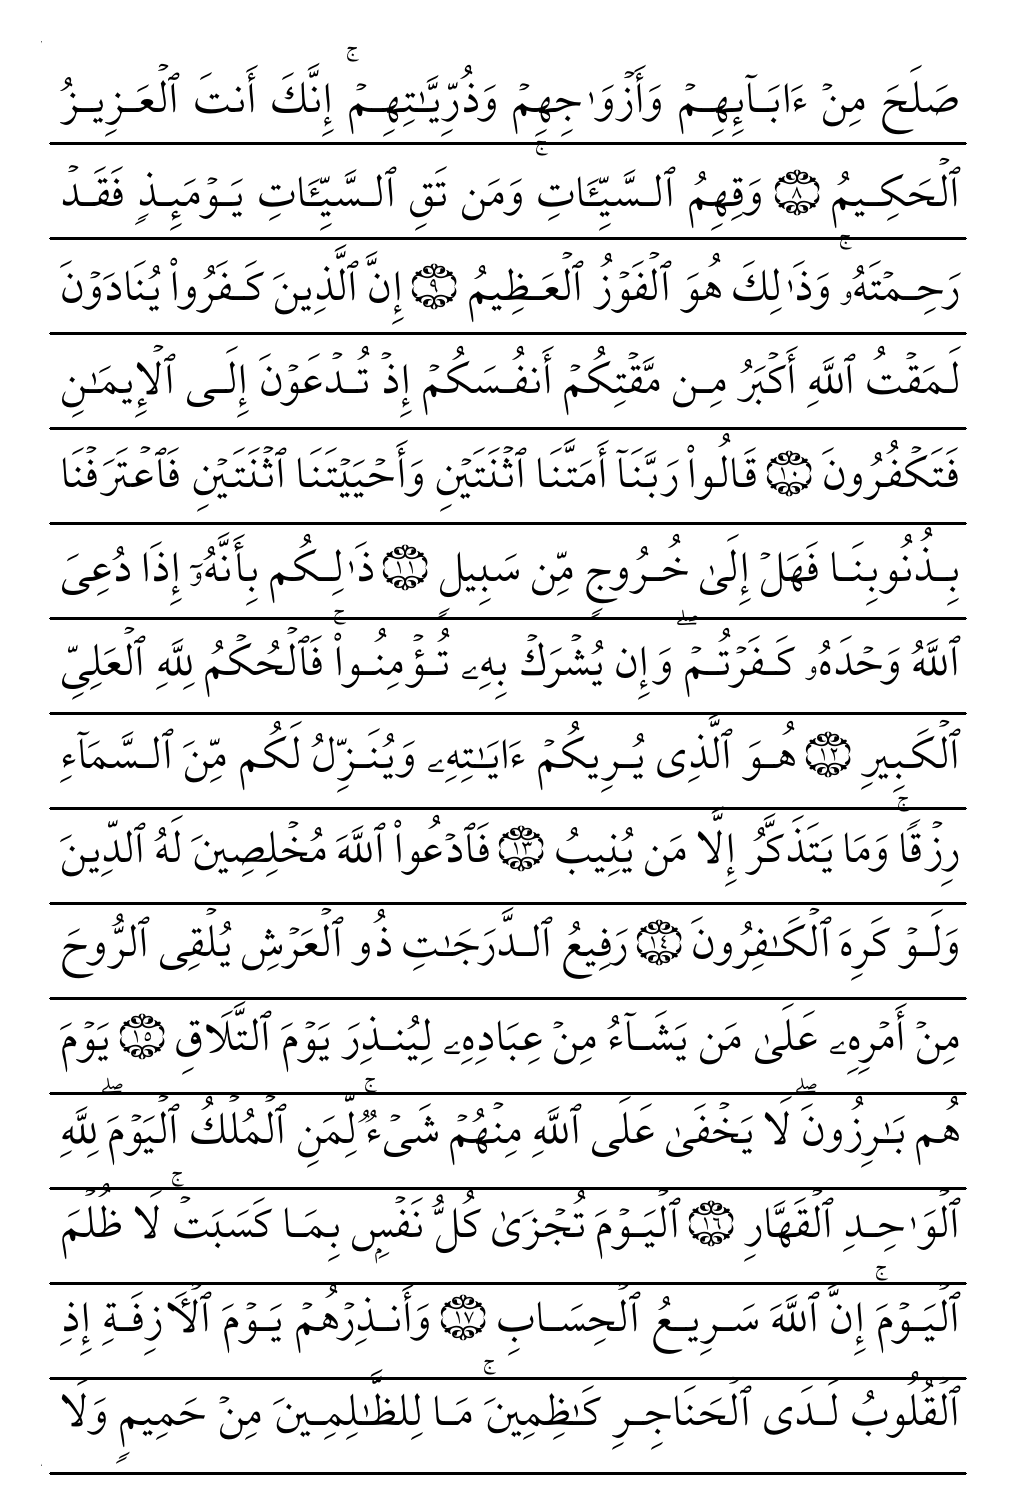 صَلَحَ مِنْ ءَابَآئِهِمْ وَأَزْوَٰجِهِمْ وَذُرِّيَّـٰتِهِمْ ۚ إِنَّكَ أَنتَ ٱلْعَزِيزُ
ٱلْحَكِيمُ ﴿٨﴾ وَقِهِمُ ٱلسَّيِّـَٔاتِ ۚ وَمَن تَقِ ٱلسَّيِّـَٔاتِ يَوْمَئِذٍ فَقَدْ
رَحِمْتَهُۥ ۚ وَذَٰلِكَ هُوَ ٱلْفَوْزُ ٱلْعَظِيمُ ﴿٩﴾ إِنَّ ٱلَّذِينَ كَفَرُوا۟ يُنَادَوْنَ
لَمَقْتُ ٱللَّهِ أَكْبَرُ مِن مَّقْتِكُمْ أَنفُسَكُمْ إِذْ تُدْعَوْنَ إِلَى ٱلْإِيمَـٰنِ
فَتَكْفُرُونَ ﴿١٠﴾ قَالُوا۟ رَبَّنَآ أَمَتَّنَا ٱثْنَتَيْنِ وَأَحْيَيْتَنَا ٱثْنَتَيْنِ فَٱعْتَرَفْنَا
بِذُنُوبِنَا فَهَلْ إِلَىٰ خُرُوجٍ مِّن سَبِيلٍ ﴿١١﴾ ذَٰلِكُم بِأَنَّهُۥٓ إِذَا دُعِىَ
ٱللَّهُ وَحْدَهُۥ كَفَرْتُمْ ۖ وَإِن يُشْرَكْ بِهِۦ تُؤْمِنُوا۟ ۚ فَٱلْحُكْمُ لِلَّهِ ٱلْعَلِىِّ
ٱلْكَبِيرِ ﴿١٢﴾ هُوَ ٱلَّذِى يُرِيكُمْ ءَايَـٰتِهِۦ وَيُنَزِّلُ لَكُم مِّنَ ٱلسَّمَآءِ
رِزْقًا ۚ وَمَا يَتَذَكَّرُ إِلَّا مَن يُنِيبُ ﴿١٣﴾ فَٱدْعُوا۟ ٱللَّهَ مُخْلِصِينَ لَهُ ٱلدِّينَ
وَلَوْ كَرِهَ ٱلْكَـٰفِرُونَ ﴿١٤﴾ رَفِيعُ ٱلدَّرَجَـٰتِ ذُو ٱلْعَرْشِ يُلْقِى ٱلرُّوحَ
مِنْ أَمْرِهِۦ عَلَىٰ مَن يَشَآءُ مِنْ عِبَادِهِۦ لِيُنذِرَ يَوْمَ ٱلتَّلَاقِ ﴿١٥﴾ يَوْمَ
هُم بَـٰرِزُونَ ۖ لَا يَخْفَىٰ عَلَى ٱللَّهِ مِنْهُمْ شَىْءٌ ۚ لِّمَنِ ٱلْمُلْكُ ٱلْيَوْمَ ۖ لِلَّهِ
ٱلْوَٰحِدِ ٱلْقَهَّارِ ﴿١٦﴾ ٱلْيَوْمَ تُجْزَىٰ كُلُّ نَفْسٍۭ بِمَا كَسَبَتْ ۚ لَا ظُلْمَ
ٱلْيَوْمَ ۚ إِنَّ ٱللَّهَ سَرِيعُ ٱلْحِسَابِ ﴿١٧﴾ وَأَنذِرْهُمْ يَوْمَ ٱلْـَٔازِفَةِ إِذِ
ٱلْقُلُوبُ لَدَى ٱلْحَنَاجِرِ كَـٰظِمِينَ ۚ مَا لِلظَّـٰلِمِينَ مِنْ حَمِيمٍ وَلَا